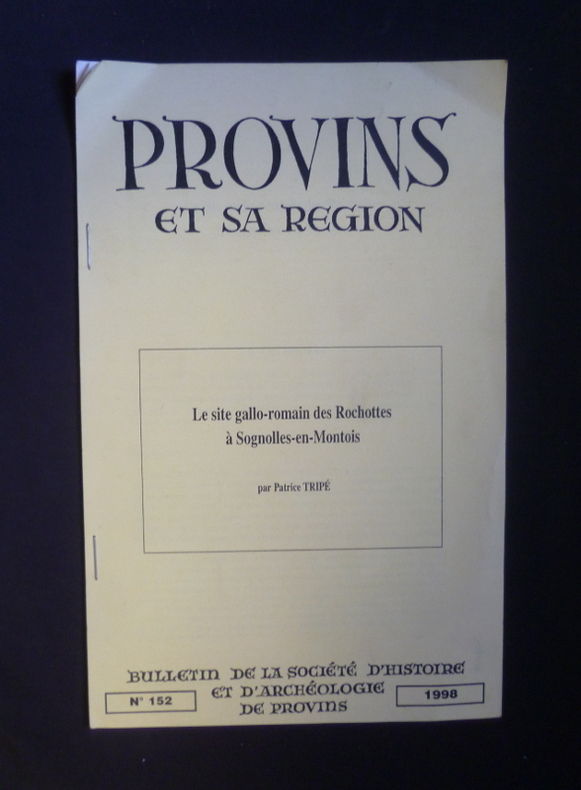 PROVINS
ET SA REGION
Le site gallo-romain des Rochottes
à Sognolles-en-Montois
par Patrice TRIPÉ
BULLETIN DE LA SOCIÉTÉ D'HISTOIRE
ET D'ARCHÉOLOGIE
DE PROVINS
N° 152
1998